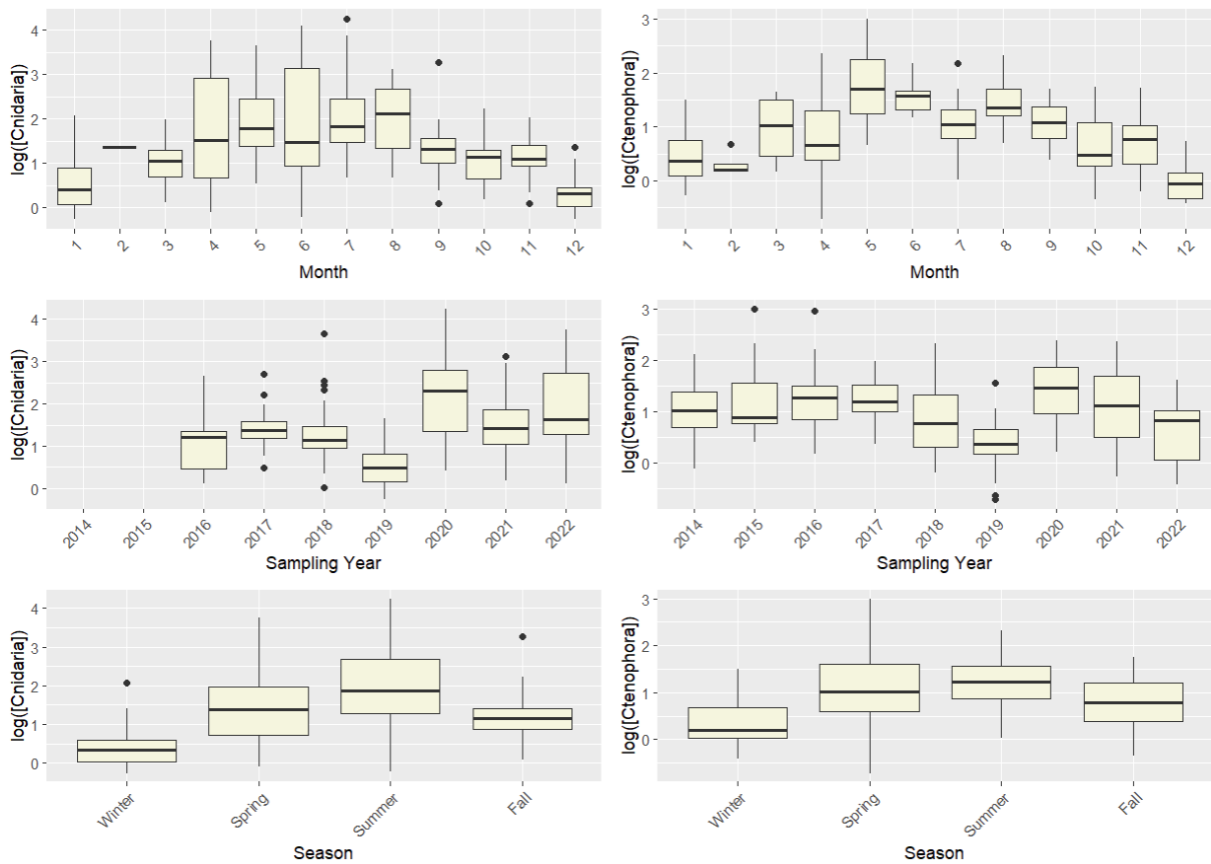 log([Cnidaria])
4
3
2
1
0
1 2 3 4 5 6 7 8 9 10 11 12
Month
log([Ctenophora])
3
2
1
0
1 2 3 4 5 6 7 8 9 10 11 12
Month
log([Cnidaria])
4
3
2
1
0
2014 2015 2016 2017 2018 2019 2020 2021 2022
Sampling Year
log([Ctenophora])
3
2
1
0
2014 2015 2016 2017 2018 2019 2020 2021 2022
Sampling Year
log([Cnidaria])
4
3
2
1
0
Winter Spring Summer Fall
Season
log([Ctenophora])
3
2
1
0
Winter Spring Summer Fall
Season